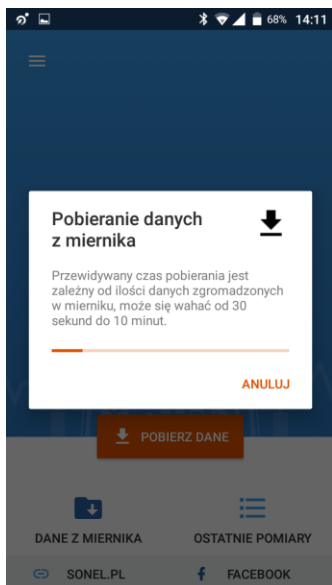 68% 14:11
Pobieranie danych
z miernika
Przewidywany czas pobierania jest
zależny od ilości danych zgromadzonych
w mierniku, może się wahać od 30
sekund do 10 minut.
ANULUJ
POBIERZ DANE
DANE Z MIERNIKA OSTATNIE POMIARY
SONEL.PL FACEBOOK